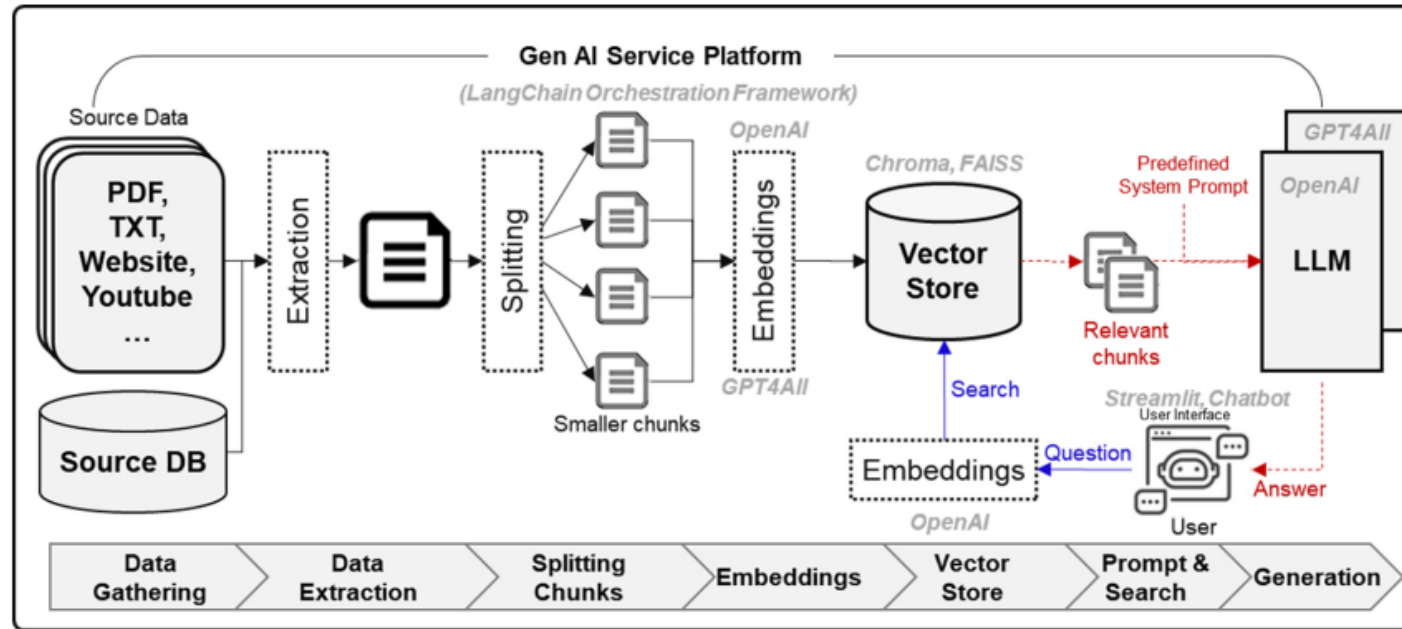 Gen AI Service Platform
(LangChain Orchestration Framework)
Source Data
PDF,
TXT,
Website,
Youtube
...
Source DB
Extraction
Splitting
Smaller chunks
OpenAI
Embeddings
GPT4All
Chroma, FAISS
Vector
Store
Search
Embeddings
OpenAI
Question
Predefined
System Prompt
Relevant
chunks
GPT4All
OpenAI
LLM
Streamlit, Chatbot
User Interface
User
Answer
Data
Gathering
Data
Extraction
Splitting
Chunks
Embeddings
Vector
Store
Prompt &
Search
Generation